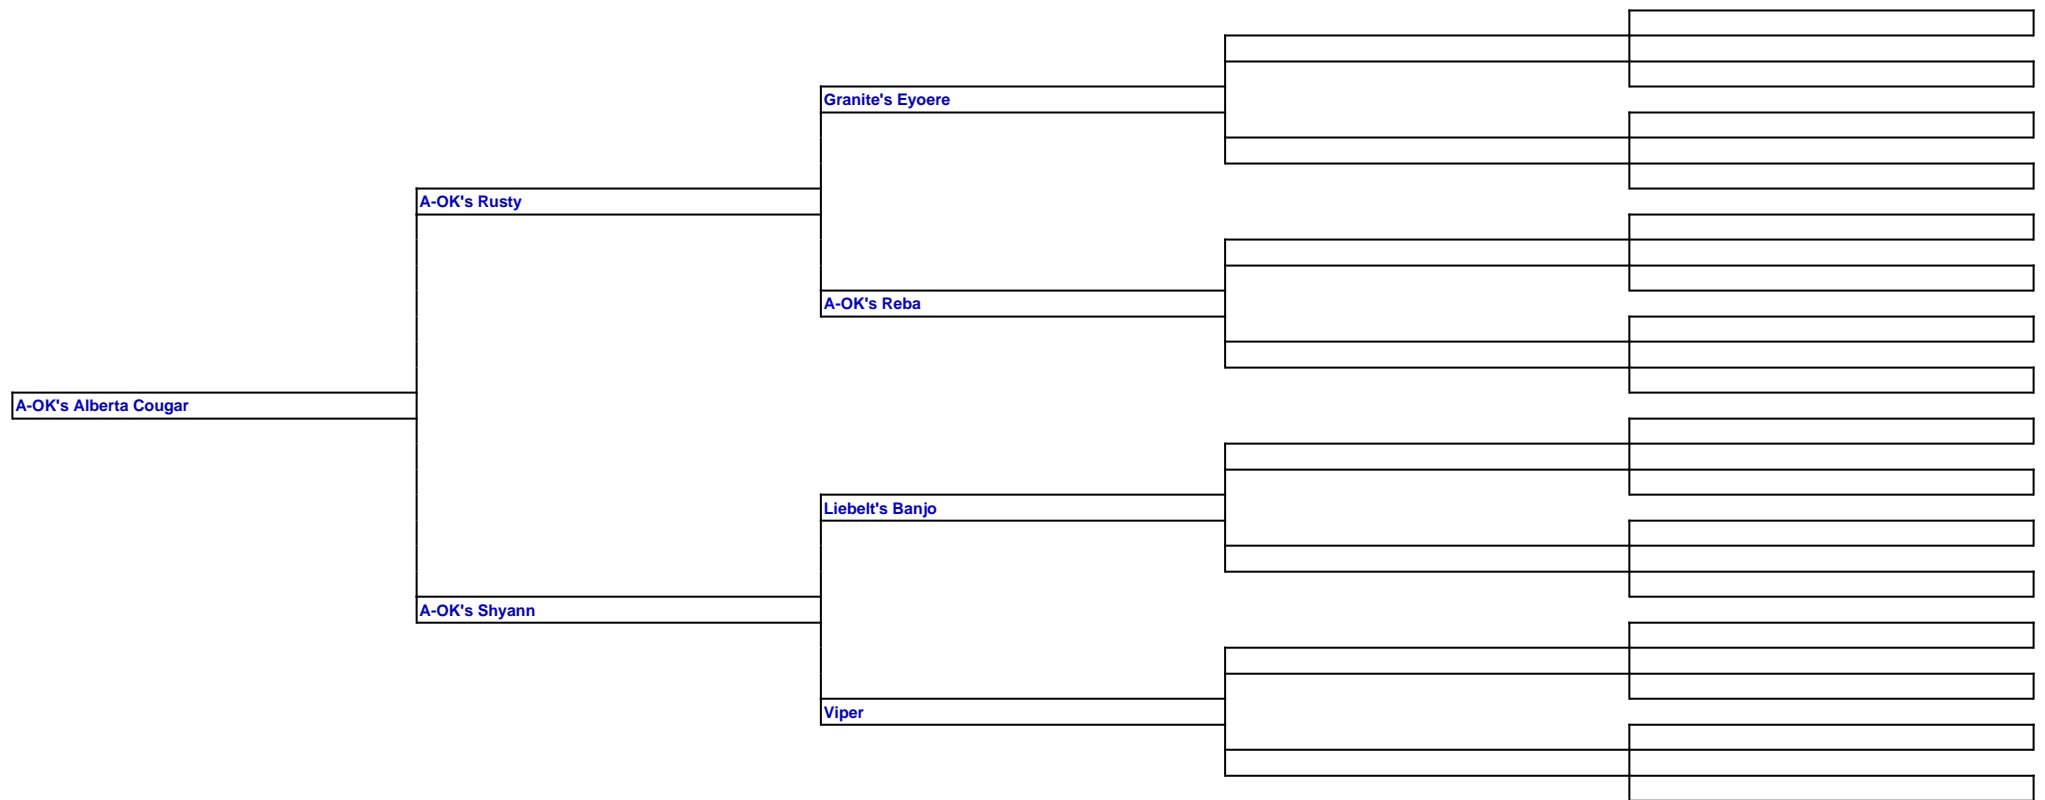 Granite's Eyoere
A-OK's Rusty
A-OK's Reba
A-OK's Alberta Cougar
Liebelt's Banjo
A-OK's Shyann
Viper